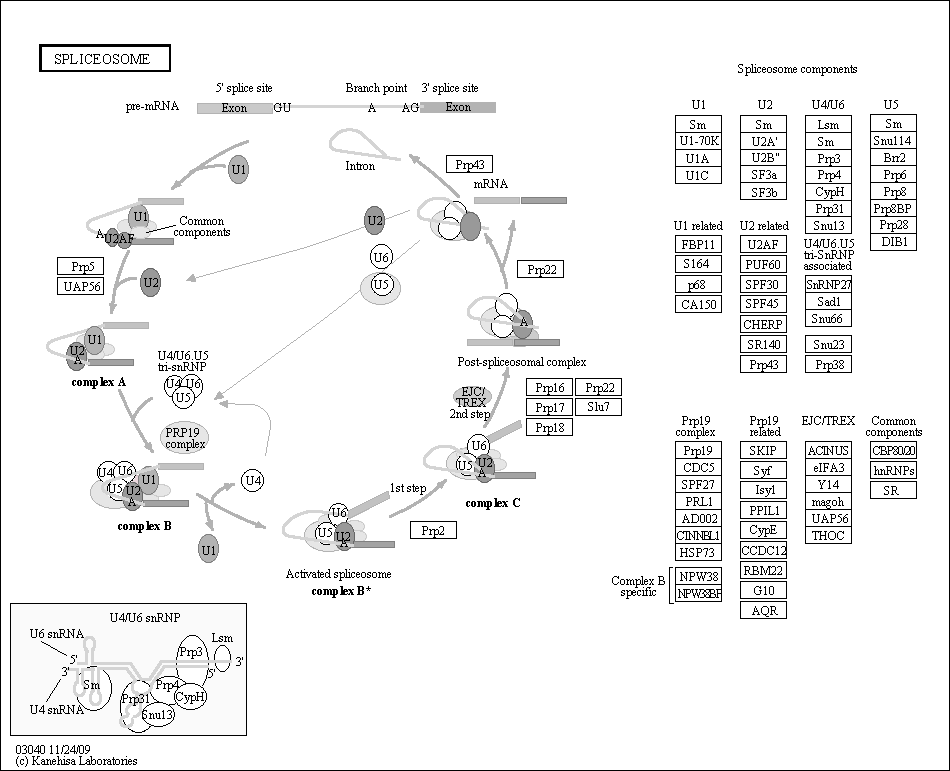 SPLICEOSOME
5' splice site
Branch point
3' splice site
pre-mRNA
Exon
GU
A
AG
Exon
U1
Intron
Prp43
mRNA
U1
A
U2AF
Common
components
U2
U6
U5
Prp5
UAP56
U2
Prp22
U1
U2
A
complex A
U4/U6.U5
tri-snRNP
U4
U6
U5
A
Post-spliceosomal complex
EJC/
TREX
2nd step
Prp16
Prp22
Prp17
Slu7
Prp18
PRP19
complex
U4
U6
U5
U1
U2
A
complex B
U4
U1
U6
U5
U2
A
complex C
1st step
U6
U5
U2
A
Prp2
Activated spliceosome
complex B*
U4/U6 snRNP
U6 snRNA
5'
3'
U4 snRNA
Sm
Prp3
Lsm
3'
5'
Prp4
Prp31
CypH
Snu13
03040 11/24/09
(c) Kanehisa Laboratories
Spliceosome components
U1
Sm
U1-70K
U1A
U1C
U2
Sm
U2A'
U2B"
SF3a
SF3b
U4/U6
Lsm
Sm
Prp3
Prp4
CypH
Prp31
Snu13
U5
Sm
Snu114
Brr2
Prp6
Prp8
Prp8BP
Prp28
DIB1
U1 related
FBP11
S164
p68
CA150
U2 related
U2AF
PUF60
SPF30
SPF45
CHERP
SR140
Prp43
U4/U6.U5
tri-SnRNP
associated
SnRNP27
Sad1
Snu66
Snu23
Prp38
Prp19
complex
Prp19
CDC5
SPF27
PRL1
AD002
CTNNBL1
HSP73
Complex B
specific
NPW38
NPW38BP
Prp19
related
SKIP
Syf
Isy1
PPIL1
CypE
CCDC12
RBM22
G10
AQR
EJC/TREX
ACINUS
eIFA3
Y14
magoh
UAP56
THOC
Common
components
CBP80/20
hnRNPs
SR